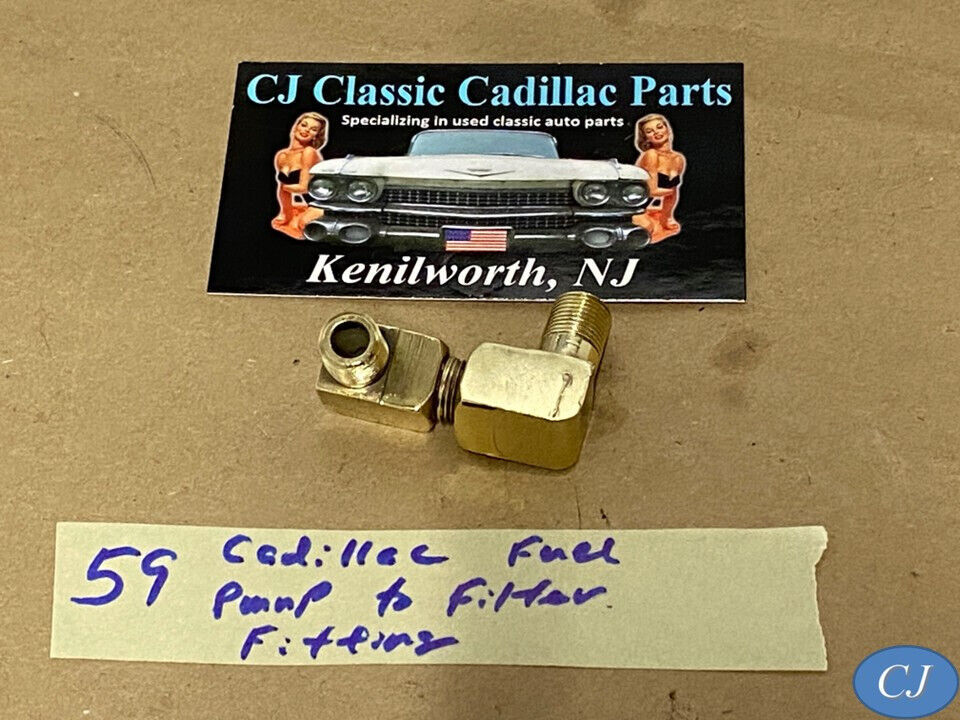 CJ Classic Cadillac Parts
Specializing in used classic auto parts
Kenilworth, NJ
59 Cadillac Fuel
Pump to Filter
Fitting
CJ